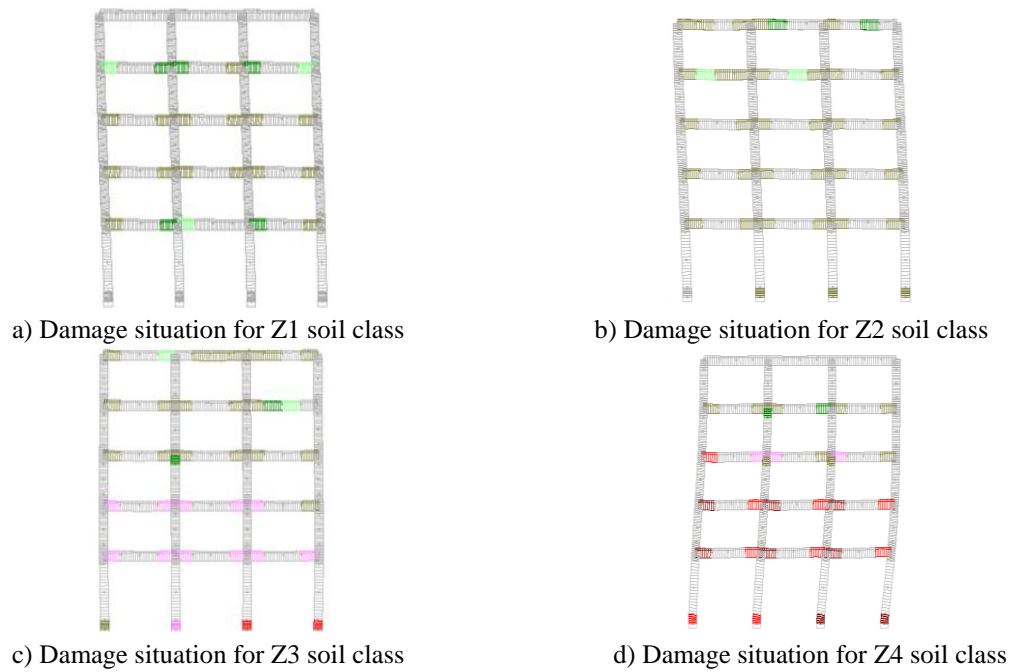 a) Damage situation for Z1 soil class
b) Damage situation for Z2 soil class
c) Damage situation for Z3 soil class
d) Damage situation for Z4 soil class